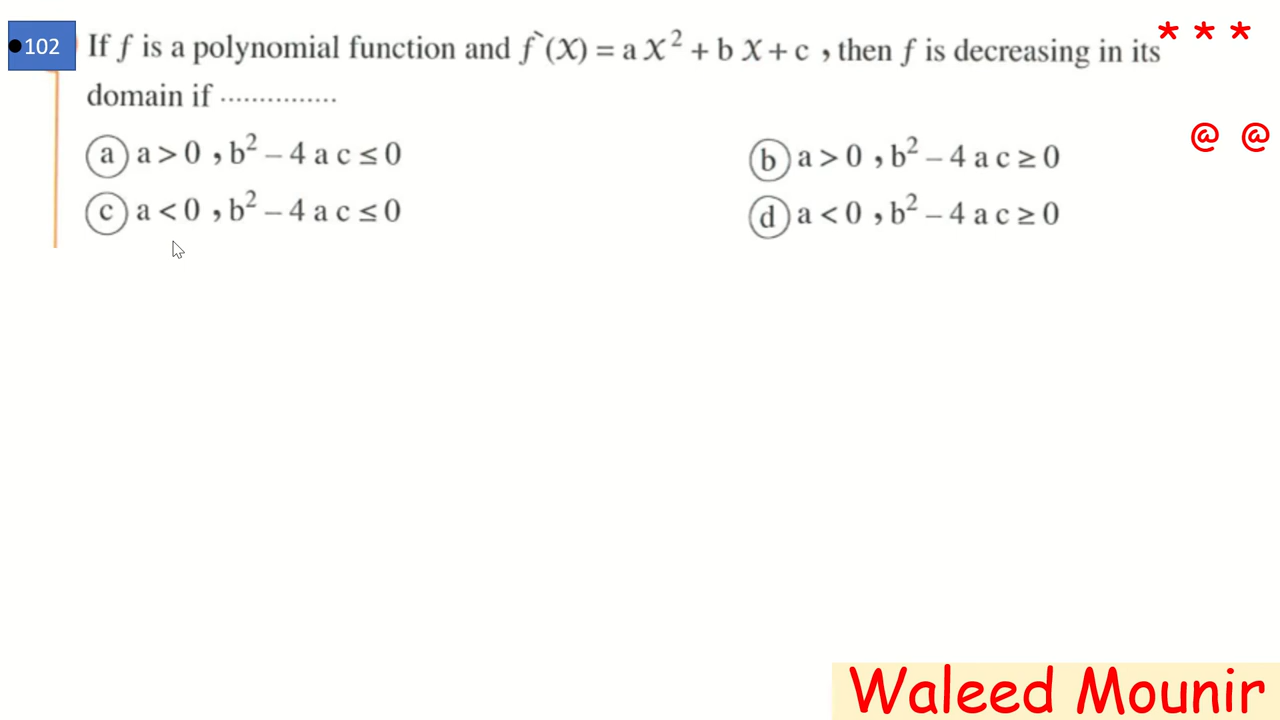 102 If f is a polynomial function and f`(X) = a X² + b X + c , then f is decreasing in its * * *
domain if ...............
@ @
a a > 0 , b² – 4 a c ≤ 0 b a > 0 , b² – 4 a c ≥ 0
c a < 0 , b² – 4 a c ≤ 0 d a < 0 , b² – 4 a c ≥ 0
Waleed Mounir